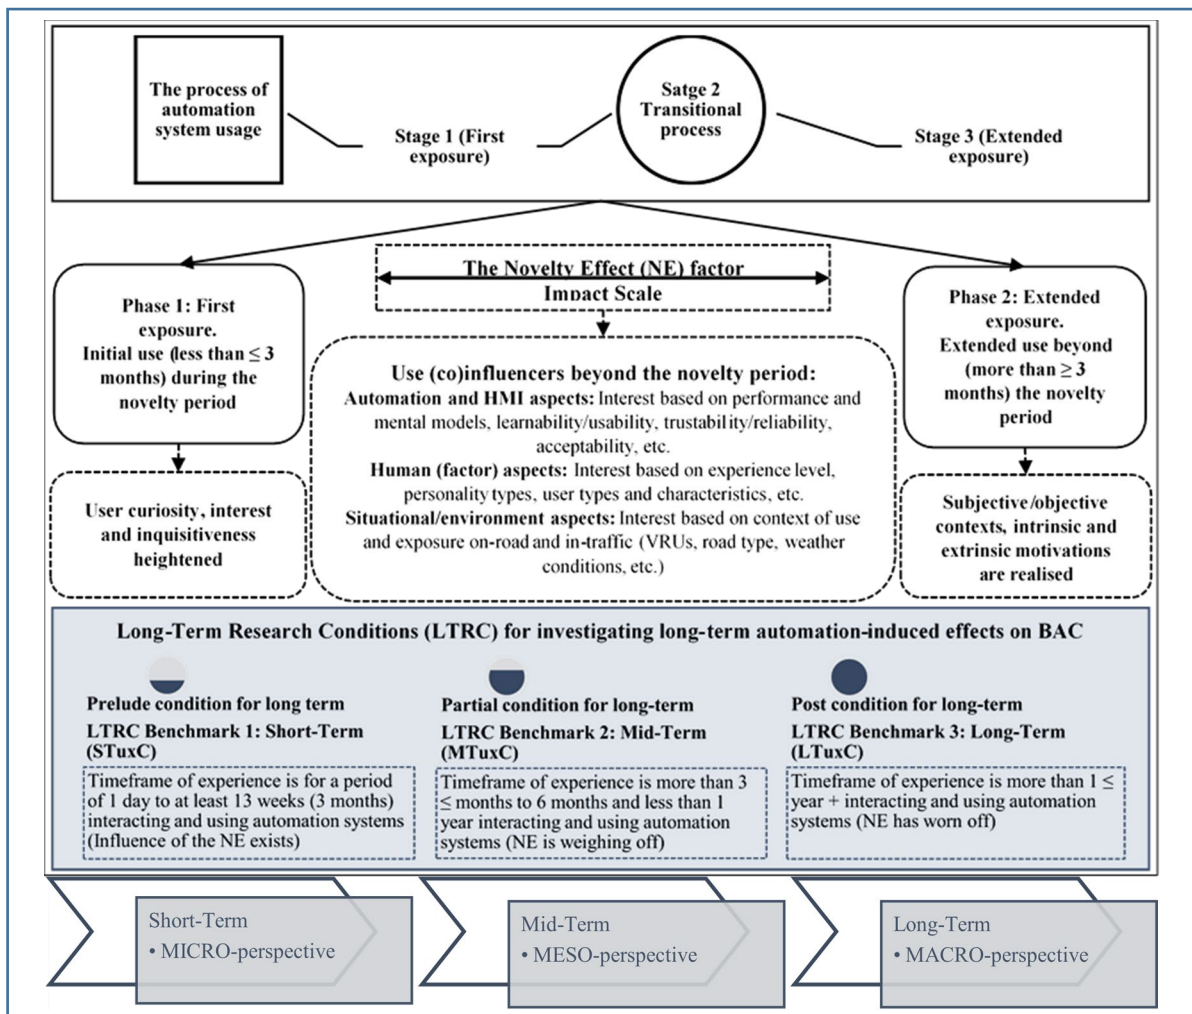 The process of
automation
system usage
Stage 1 (First
exposure)
Satge 2
Transitional
process
Stage 3 (Extended
exposure)
Phase 1: First
exposure.
Initial use (less than ≤ 3
months) during the
novelty period
The Novelty Effect (NE) factor
Impact Scale
Phase 2: Extended
exposure.
Extended use beyond
(more than ≥ 3
months) the novelty
period
Use (co)influencers beyond the novelty period:
Automation and HMI aspects: Interest based on performance and
mental models, learnability/usability, trustability/reliability,
acceptability, etc.
Human (factor) aspects: Interest based on experience level,
personality types, user types and characteristics, etc.
Situational/environment aspects: Interest based on context of use
and exposure on-road and in-traffic (VRUs, road type, weather
conditions, etc.)
User curiosity, interest
and inquisitiveness
heightened
Subjective/objective
contexts, intrinsic and
extrinsic motivations
are realised
Long-Term Research Conditions (LTRC) for investigating long-term automation-induced effects on BAC
Prelude condition for long term
LTRC Benchmark 1: Short-Term
(STuxC)
Timeframe of experience is for a period
of 1 day to at least 13 weeks (3 months)
interacting and using automation systems
(Influence of the NE exists)
Partial condition for long-term
LTRC Benchmark 2: Mid-Term
(MTuxC)
Timeframe of experience is more than 3
≤ months to 6 months and less than 1
year interacting and using automation
systems (NE is weighing off)
Post condition for long-term
LTRC Benchmark 3: Long-Term
(LTuxC)
Timeframe of experience is more than 1 ≤
year + interacting and using automation
systems (NE has worn off)
Short-Term
• MICRO-perspective
Mid-Term
• MESO-perspective
Long-Term
• MACRO-perspective